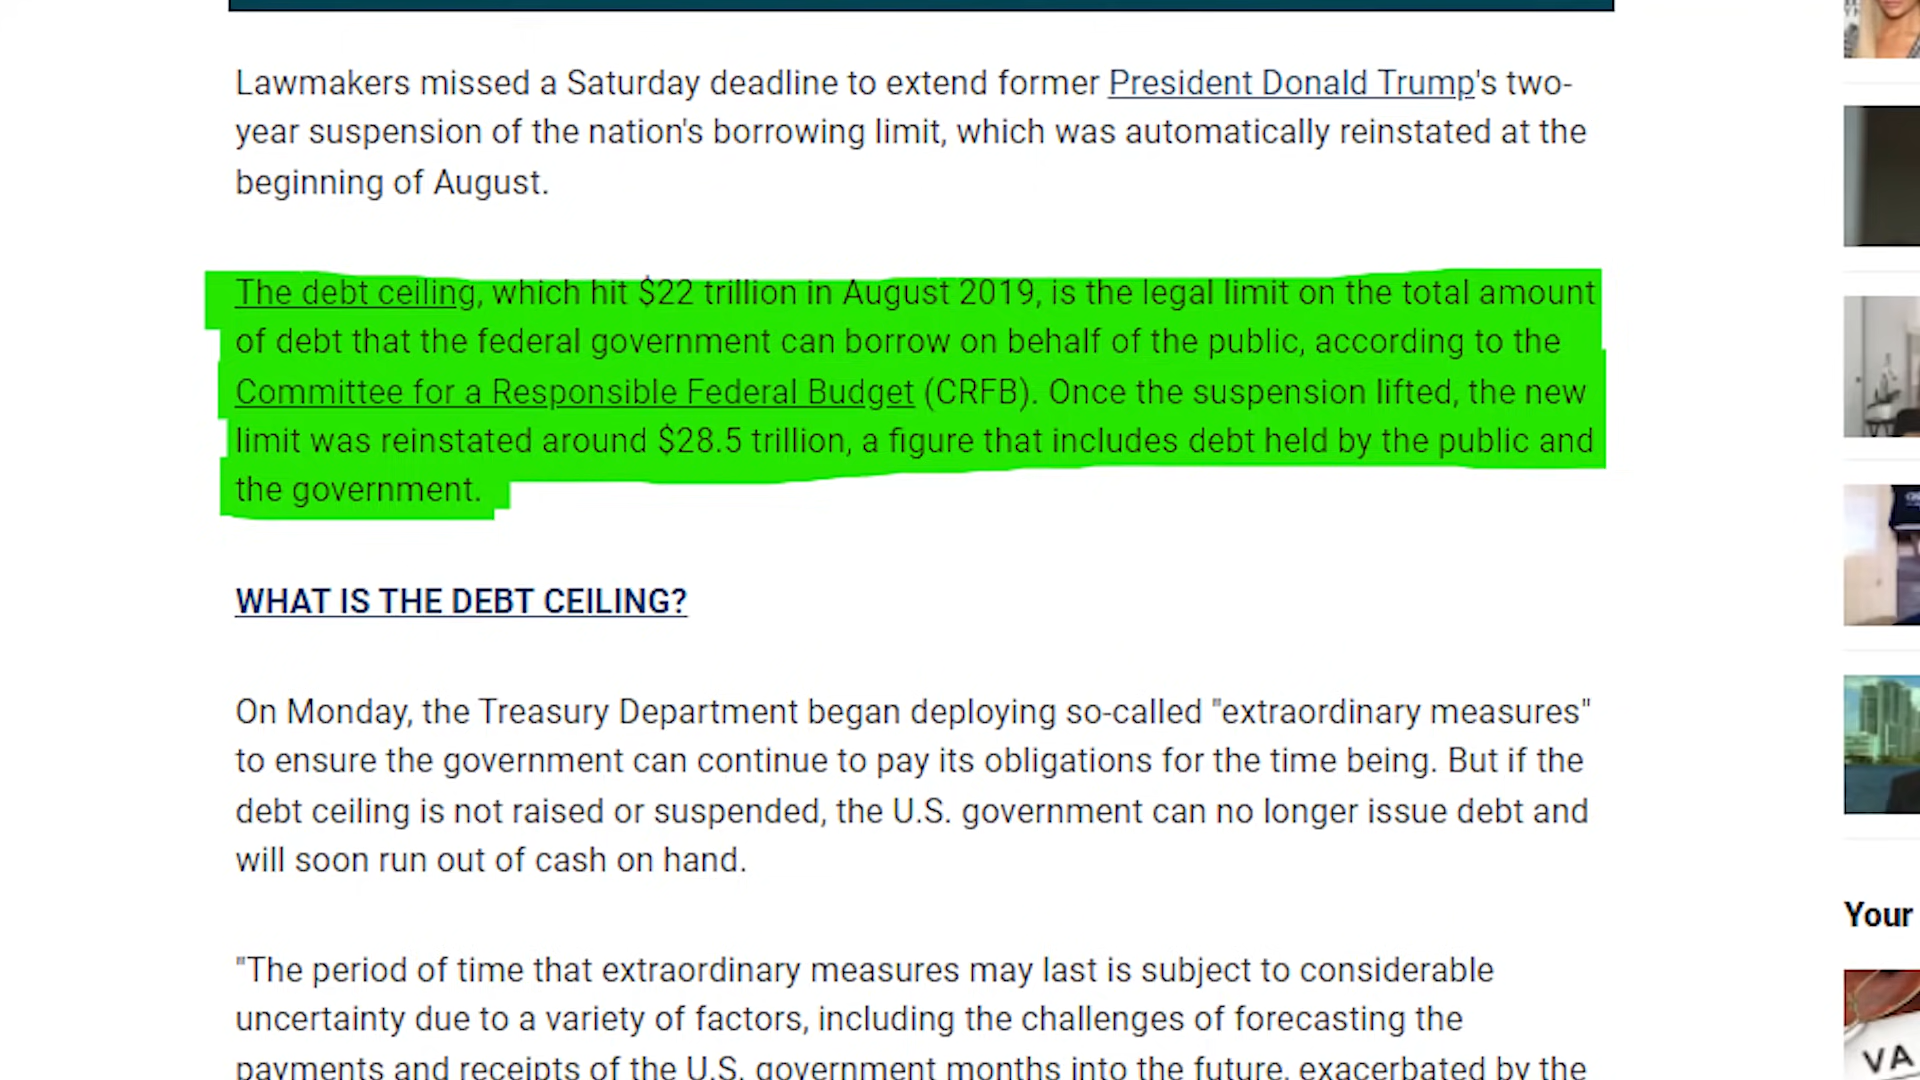 Lawmakers missed a Saturday deadline to extend former President Donald Trump's two-
year suspension of the nation's borrowing limit, which was automatically reinstated at the
beginning of August.
The debt ceiling, which hit $22 trillion in August 2019, is the legal limit on the total amount
of debt that the federal government can borrow on behalf of the public, according to the
Committee for a Responsible Federal Budget (CRFB). Once the suspension lifted, the new
limit was reinstated around $28.5 trillion, a figure that includes debt held by the public and
the government.
WHAT IS THE DEBT CEILING?
On Monday, the Treasury Department began deploying so-called "extraordinary measures"
to ensure the government can continue to pay its obligations for the time being. But if the
debt ceiling is not raised or suspended, the U.S. government can no longer issue debt and
will soon run out of cash on hand.
"The period of time that extraordinary measures may last is subject to considerable
uncertainty due to a variety of factors, including the challenges of forecasting the
payments and receipts of the U.S. government months into the future, exacerbated by the
Your
VA